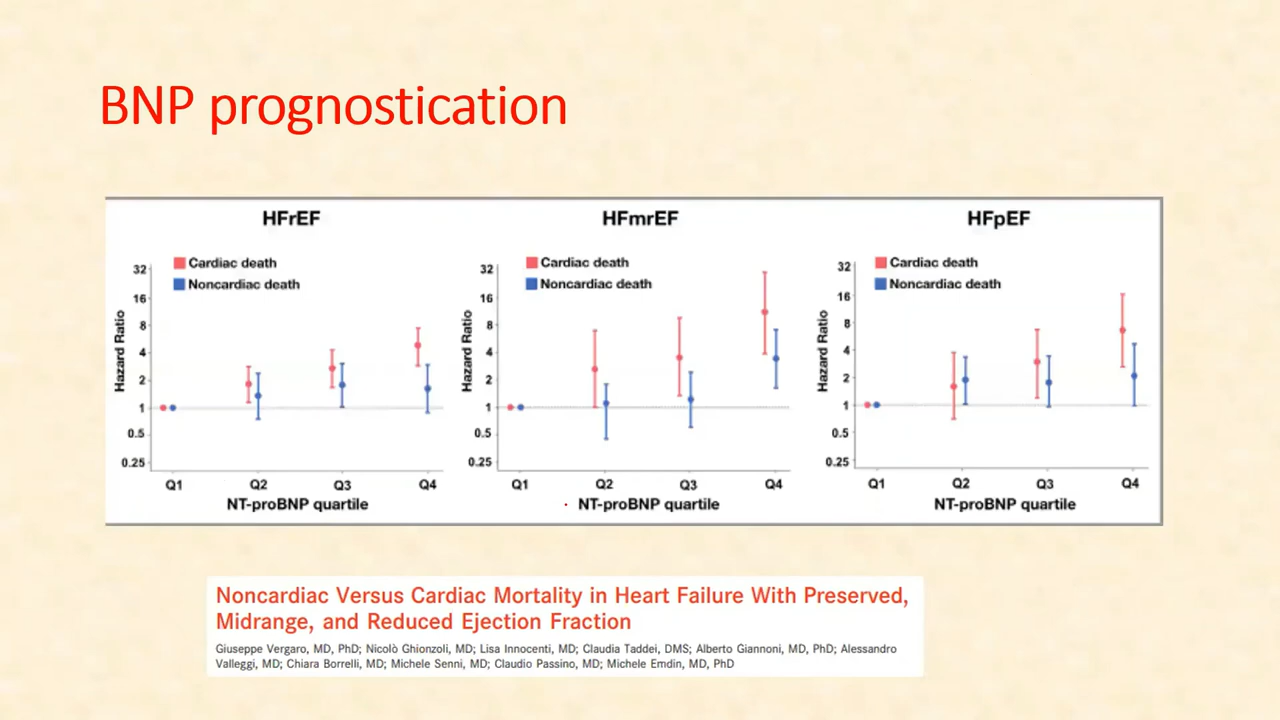 BNP prognostication
HFrEF
Cardiac death
Noncardiac death
Hazard Ratio
32
16
8
4
2
1
0.5
0.25
Q1 Q2 Q3 Q4
NT-proBNP quartile
HFmrEF
Cardiac death
Noncardiac death
Hazard Ratio
32
16
8
4
2
1
0.5
0.25
Q1 Q2 Q3 Q4
NT-proBNP quartile
HFpEF
Cardiac death
Noncardiac death
Hazard Ratio
32
16
8
4
2
1
0.5
0.25
Q1 Q2 Q3 Q4
NT-proBNP quartile
Noncardiac Versus Cardiac Mortality in Heart Failure With Preserved,
Midrange, and Reduced Ejection Fraction
Giuseppe Vergaro, MD, PhD; Nicolò Ghionzoli, MD; Lisa Innocenti, MD; Claudia Taddei, DMS; Alberto Giannoni, MD, PhD; Alessandro
Valleggi, MD; Chiara Borrelli, MD; Michele Senni, MD; Claudio Passino, MD; Michele Emdin, MD, PhD